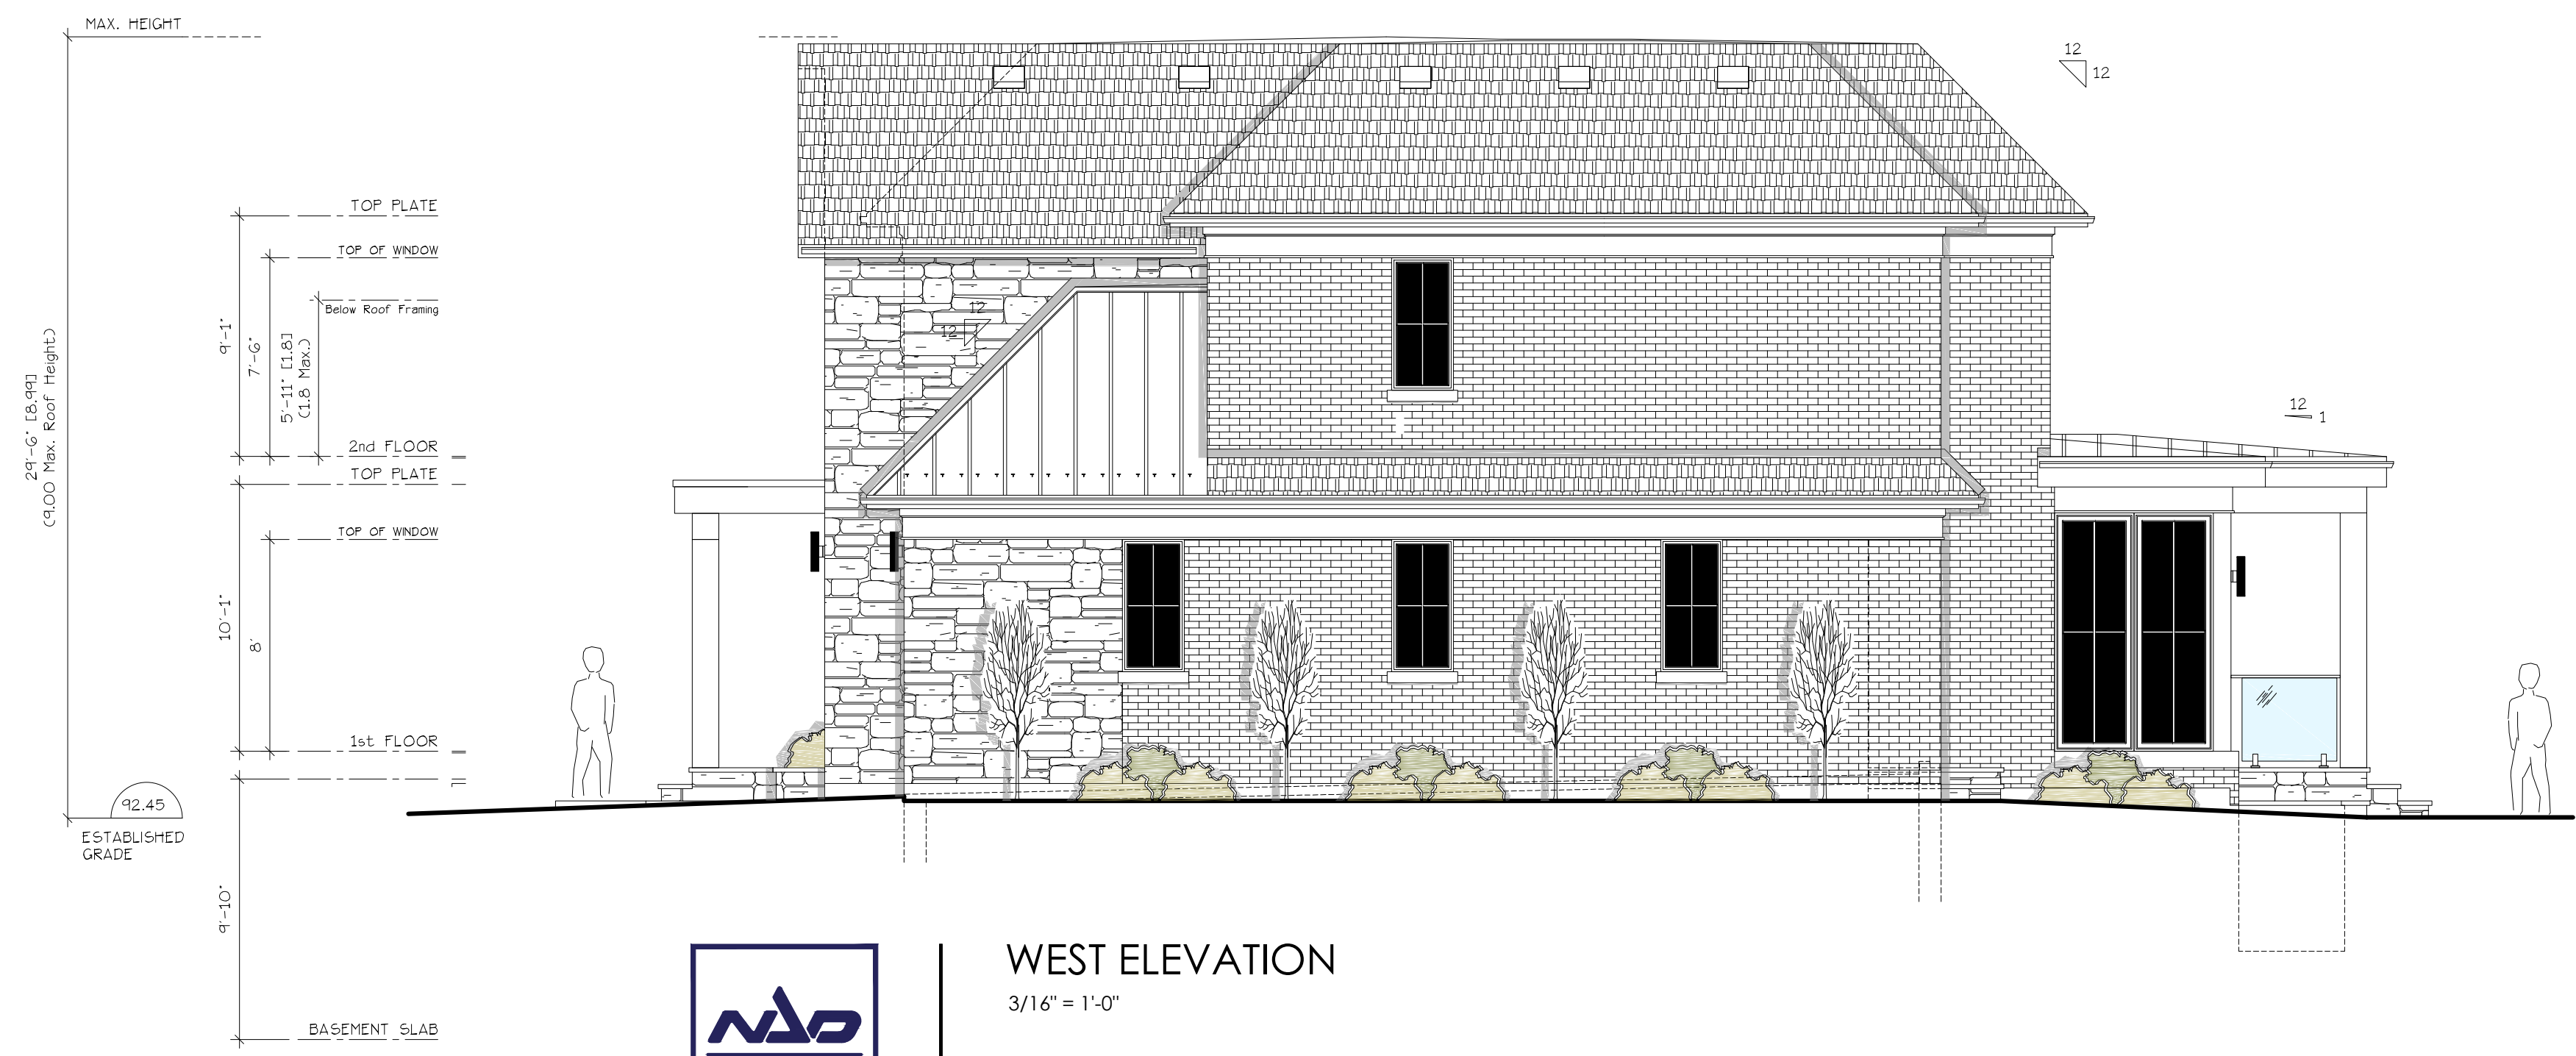 MAX. HEIGHT
12
12
TOP PLATE
TOP OF WINDOW
Below Roof Framing
9'-1"
7'-6"
5'-11" [1.8]
(1.8 Max.)
12
12
29'-6" [8.99]
(9.00 Max. Roof Height)
12
1
2nd FLOOR
TOP PLATE
TOP OF WINDOW
10'-1"
8'
1st FLOOR
92.45
ESTABLISHED
GRADE
9'-10"
BASEMENT SLAB
WEST ELEVATION
3/16" = 1'-0"
NAD